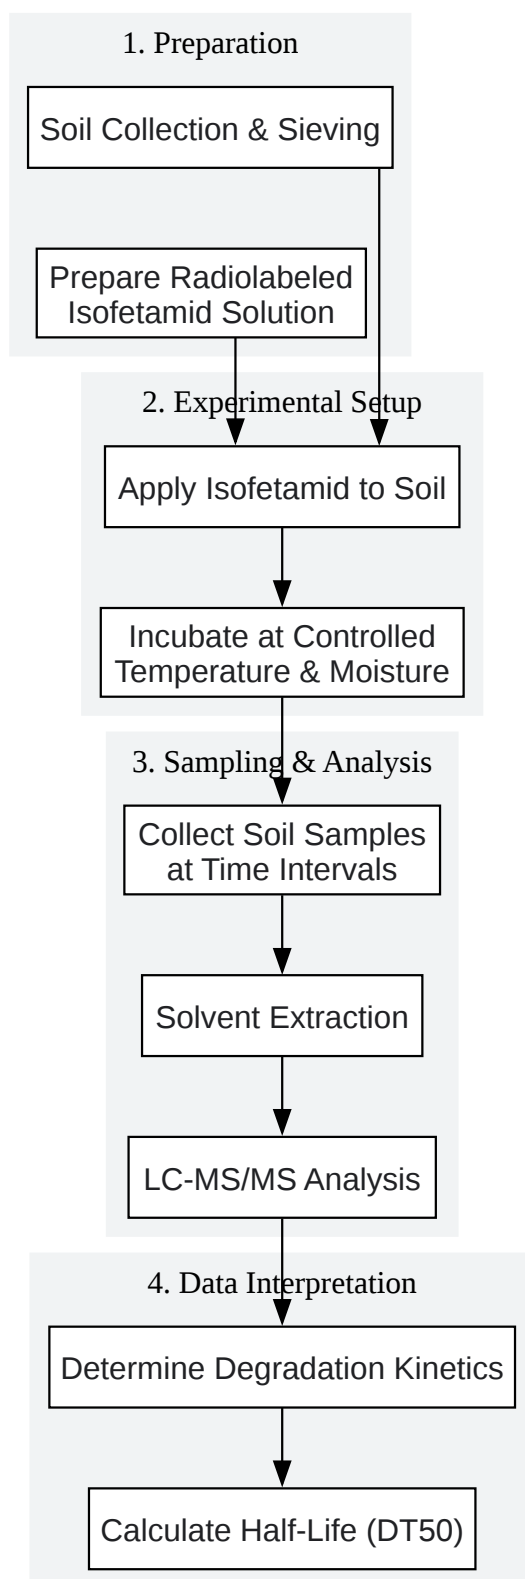 1. Preparation
Soil Collection & Sieving
Prepare Radiolabeled
Isofetamid Solution
2. Experimental Setup
Apply Isofetamid to Soil
Incubate at Controlled
Temperature & Moisture
3. Sampling & Analysis
Collect Soil Samples
at Time Intervals
Solvent Extraction
LC-MS/MS Analysis
4. Data Interpretation
Determine Degradation Kinetics
Calculate Half-Life (DT50)